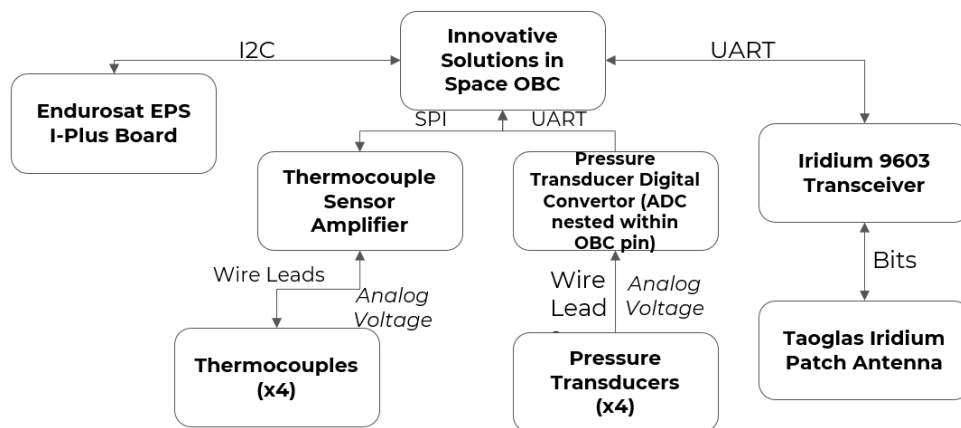 I2C
Innovative
Solutions in
Space OBC
UART
Endurosat EPS
I-Plus Board
SPI
UART
Thermocouple
Sensor
Amplifier
Pressure
Transducer Digital
Convertor (ADC
nested within
OBC pin)
Iridium 9603
Transceiver
Wire Leads
Analog
Voltage
Wire
Lead
Analog
Voltage
Bits
Thermocouples
(x4)
Pressure
Transducers
(x4)
Taoglas Iridium
Patch Antenna